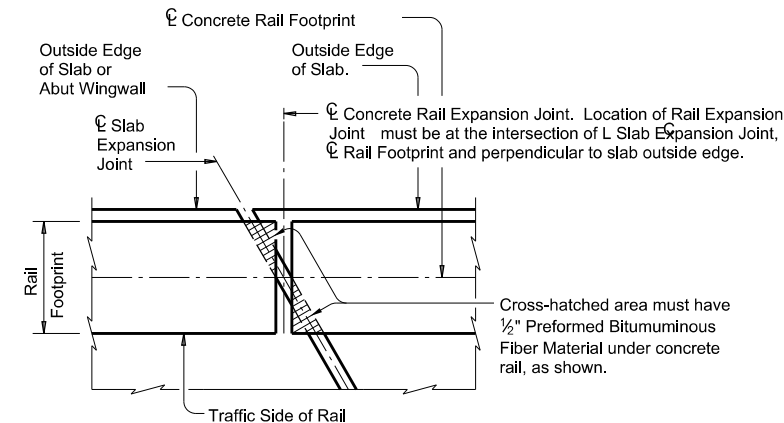 ℄ Concrete Rail Footprint
Outside Edge
of Slab or
Abut Wingwall
Outside Edge
of Slab.
℄ Slab
Expansion
Joint
℄ Concrete Rail Expansion Joint. Location of Rail Expansion
Joint must be at the intersection of L Slab Expansion Joint,
℄ Rail Footprint and perpendicular to slab outside edge.
Rail
Footprint
Cross-hatched area must have
½" Preformed Bitumuminous
Fiber Material under concrete
rail, as shown.
Traffic Side of Rail